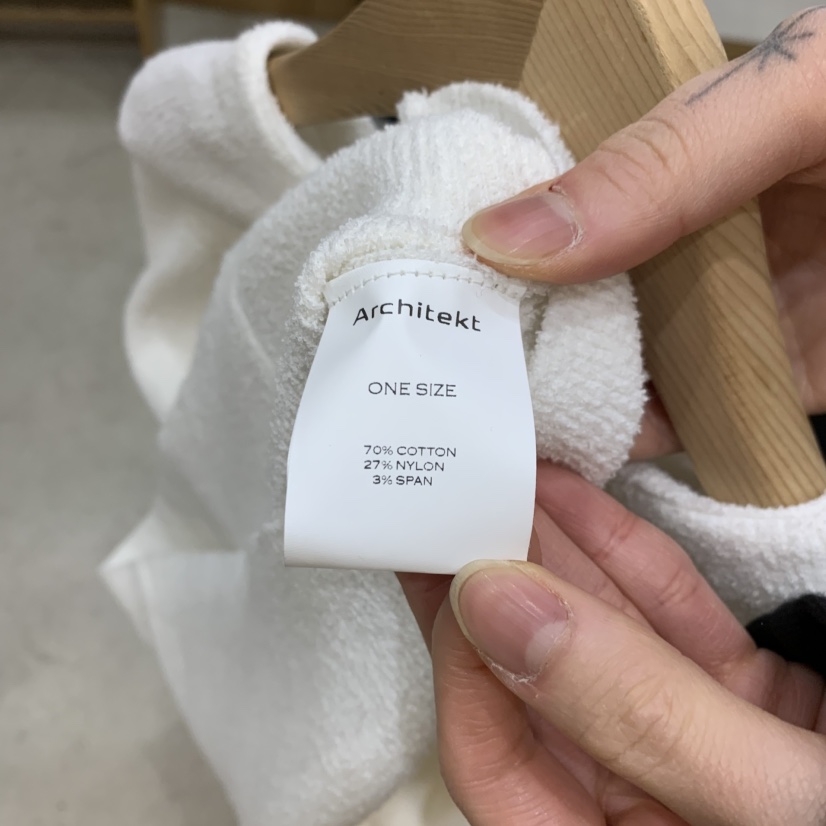 Architekt
ONE SIZE
70% COTTON
27% NYLON
3% SPAN